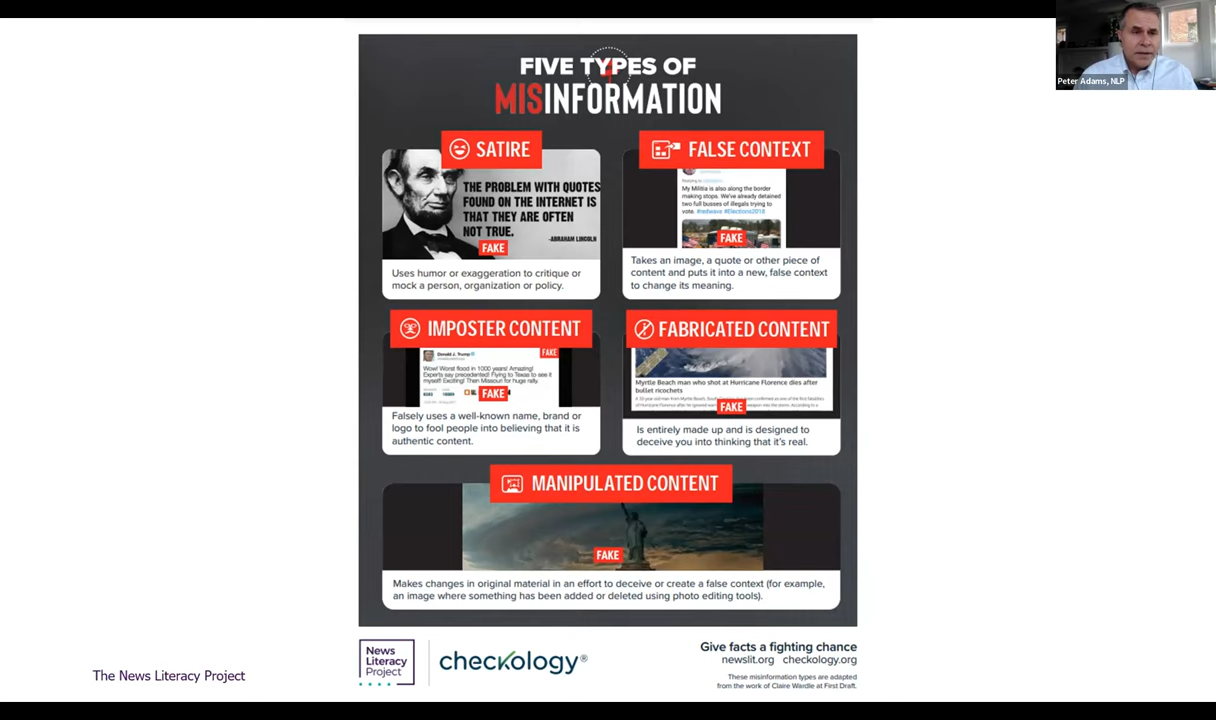 Peter Adams, NLP
FIVE TYPES OF
MISINFORMATION
SATIRE
THE PROBLEM WITH QUOTES
FOUND ON THE INTERNET IS
THAT THEY ARE OFTEN
NOT TRUE.
-ABRAHAM LINCOLN
FAKE
Uses humor or exaggeration to critique or
mock a person, organization or policy.
FALSE CONTEXT
My Militia is also along the border
making stops. We've already detained
two full busses of illegals trying to
vote. #redwave #Elections2018
FAKE
Takes an image, a quote or other piece of
content and puts it into a new, false context
to change its meaning.
IMPOSTER CONTENT
Donald J. Trump
FAKE
Wow! Worst flood in 1000 years! Amazing!
Experts say precedented! Flying to Texas to see it
myself! Exciting! Then Missouri for huge rally.
FAKE
Falsely uses a well-known name, brand or
logo to fool people into believing that it is
authentic content.
FABRICATED CONTENT
Myrtle Beach man who shot at Hurricane Florence dies after
bullet ricochets
FAKE
Is entirely made up and is designed to
deceive you into thinking that it's real.
MANIPULATED CONTENT
FAKE
Makes changes in original material in an effort to deceive or create a false context (for example,
an image where something has been added or deleted using photo editing tools).
News
Literacy
Project
checkology®
Give facts a fighting chance
newslit.org checkology.org
These misinformation types are adapted
from the work of Claire Wardle at First Draft.
The News Literacy Project